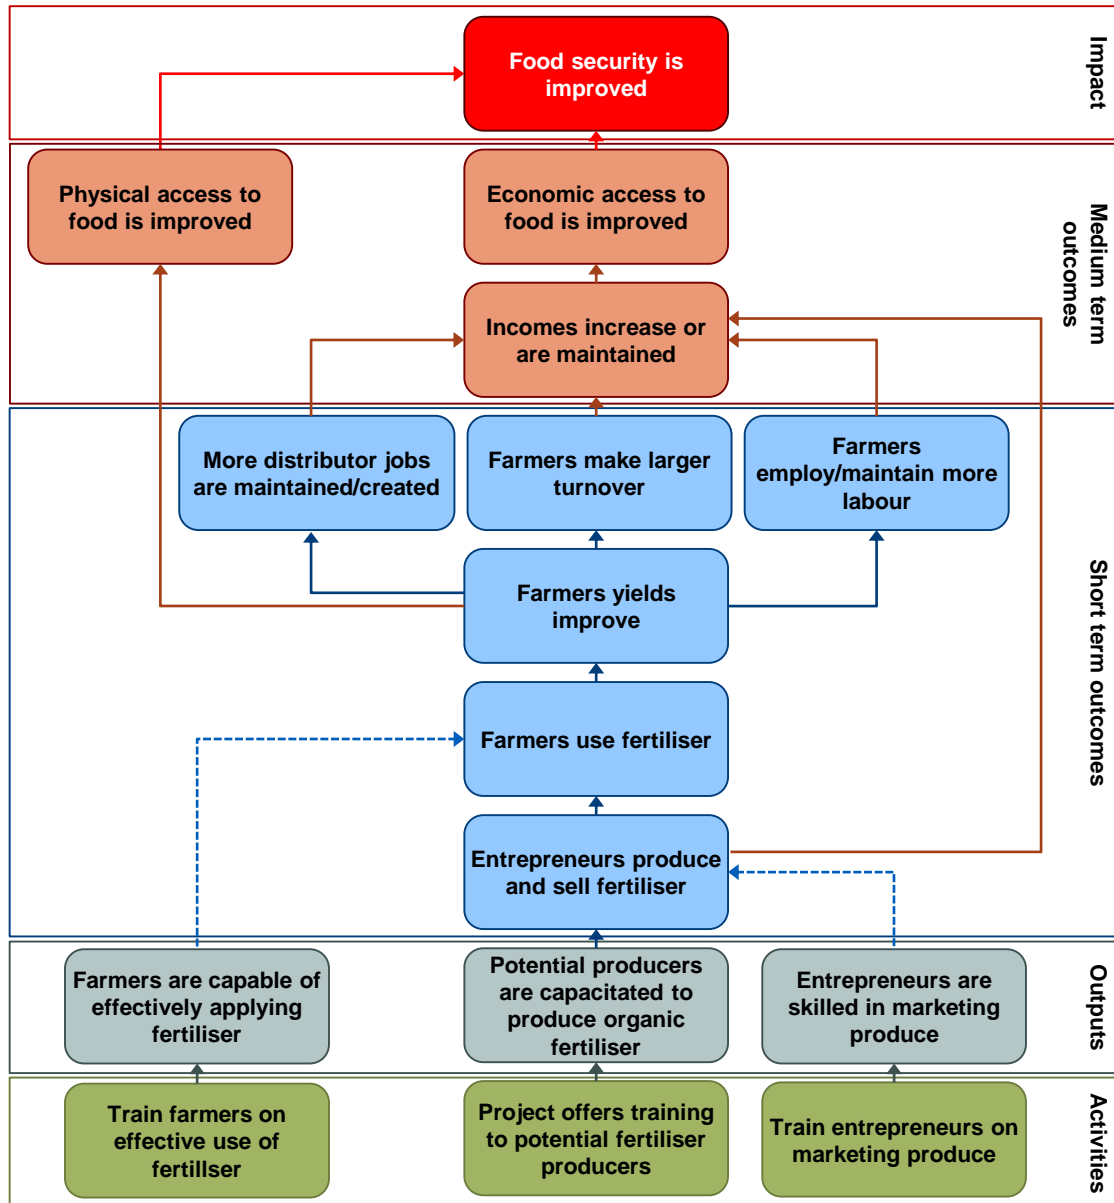 Food security is
improved
Impact
Physical access to
food is improved
Economic access to
food is improved
Incomes increase or
are maintained
Medium term
outcomes
More distributor jobs
are maintained/created
Farmers make larger
turnover
Farmers
employ/maintain more
labour
Farmers yields
improve
Farmers use fertiliser
Entrepreneurs produce
and sell fertiliser
Short term outcomes
Farmers are capable of
effectively applying
fertiliser
Potential producers
are capacitated to
produce organic
fertiliser
Entrepreneurs are
skilled in marketing
produce
Outputs
Train farmers on
effective use of
fertillser
Project offers training
to potential fertiliser
producers
Train entrepreneurs on
marketing produce
Activities